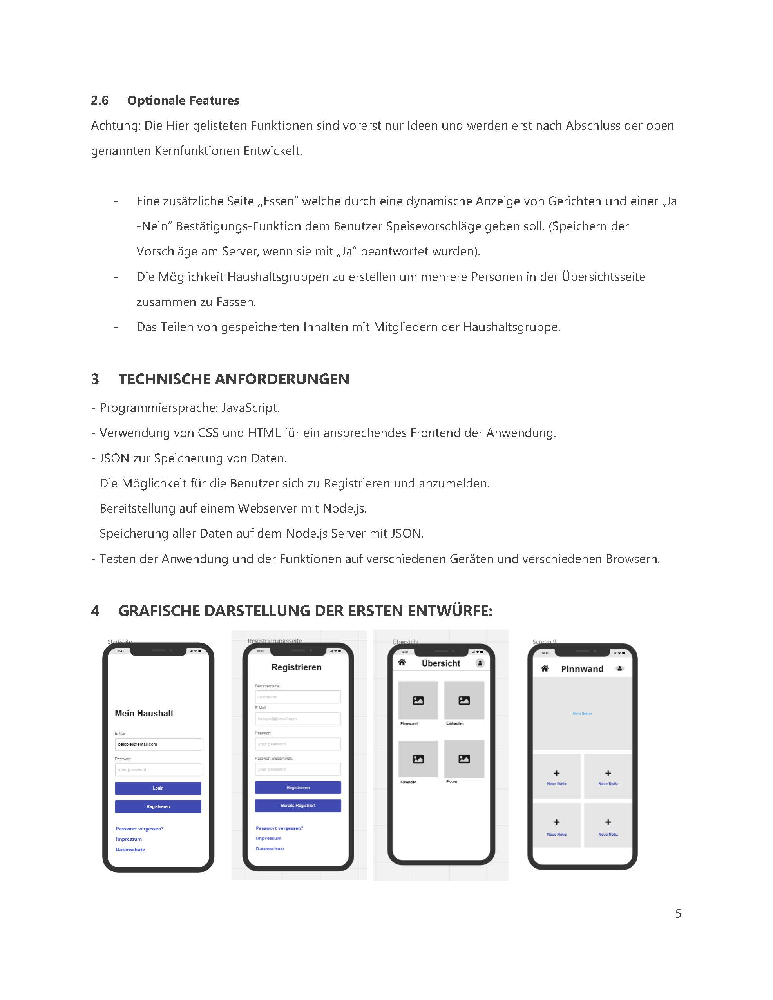 2.6 Optionale Features
Achtung: Die Hier gelisteten Funktionen sind vorerst nur Ideen und werden erst nach Abschluss der oben
genannten Kernfunktionen Entwickelt.
- Eine zusätzliche Seite ,,Essen“ welche durch eine dynamische Anzeige von Gerichten und einer „Ja
-Nein“ Bestätigungs-Funktion dem Benutzer Speisevorschläge geben soll. (Speichern der
Vorschläge am Server, wenn sie mit „Ja“ beantwortet wurden).
- Die Möglichkeit Haushaltsgruppen zu erstellen um mehrere Personen in der Übersichtsseite
zusammen zu Fassen.
- Das Teilen von gespeicherten Inhalten mit Mitgliedern der Haushaltsgruppe.
3 TECHNISCHE ANFORDERUNGEN
- Programmiersprache: JavaScript.
- Verwendung von CSS und HTML für ein ansprechendes Frontend der Anwendung.
- JSON zur Speicherung von Daten.
- Die Möglichkeit für die Benutzer sich zu Registrieren und anzumelden.
- Bereitstellung auf einem Webserver mit Node.js.
- Speicherung aller Daten auf dem Node.js Server mit JSON.
- Testen der Anwendung und der Funktionen auf verschiedenen Geräten und verschiedenen Browsern.
4 GRAFISCHE DARSTELLUNG DER ERSTEN ENTWÜRFE:
Startseite
10:21
Mein Haushalt
E-Mail
beispiel@email.com
Passwort:
your password
Login
Registrieren
Passwort vergessen?
Impressum
Datenschutz
Registrierungsseite
10:21
Registrieren
Benutzername
username
E-Mail
beispiel@email.com
Passwort
your password
Passwort wiederholen:
your password
Registrieren
Bereits Registriert
Passwort vergessen?
Impressum
Datenschutz
Übersicht
10:21
Übersicht
Pinnwand
Einkaufen
Kalender
Essen
Screen 9
10:21
Pinnwand
Meine Notizen
+
Neue Notiz
+
Neue Notiz
+
Neue Notiz
+
Neue Notiz
5